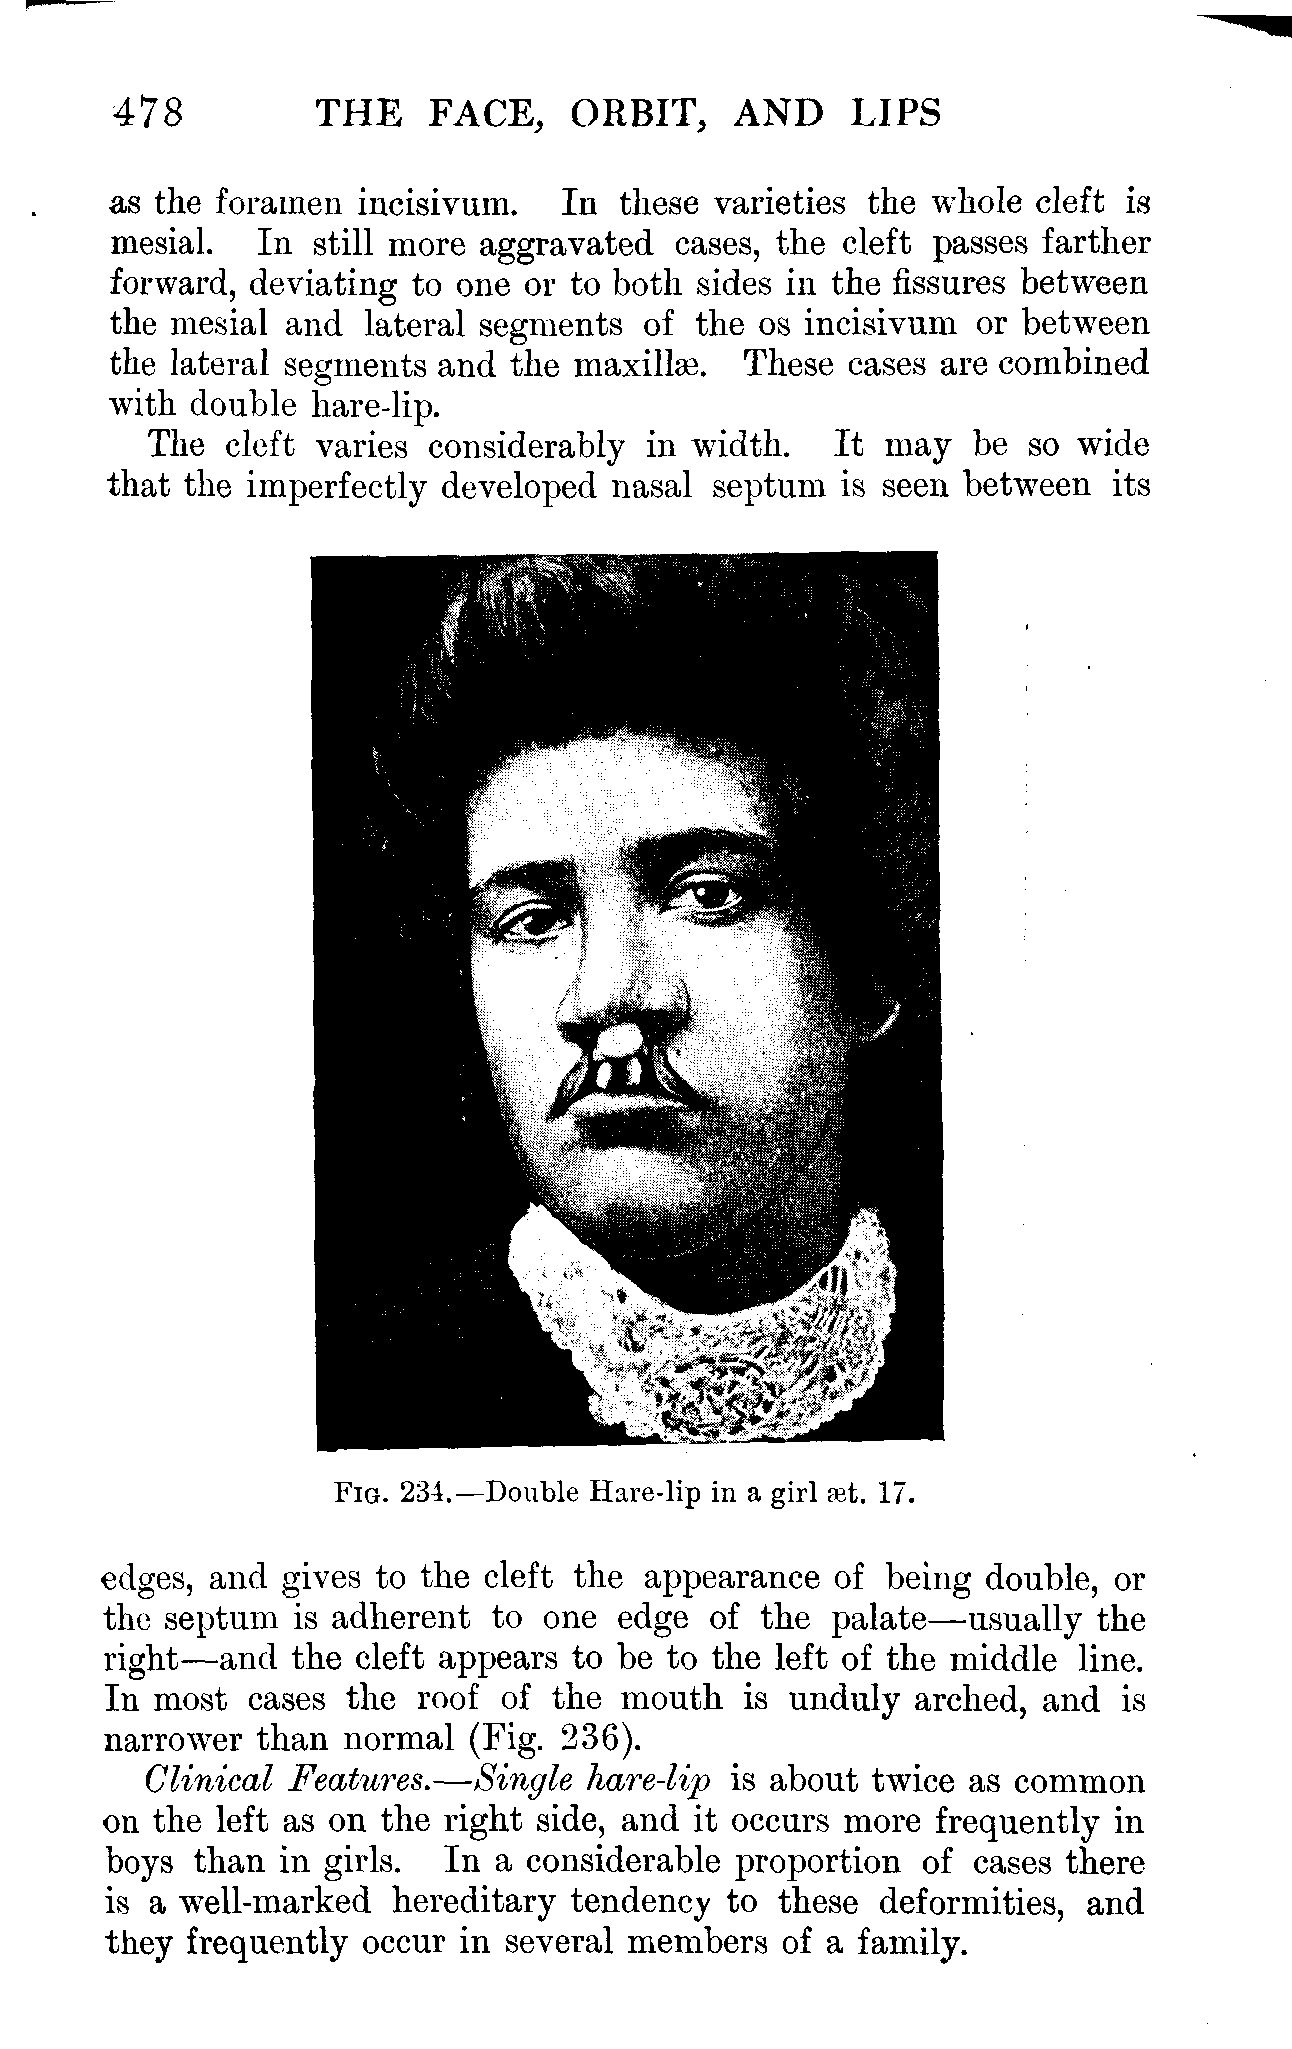 478 THE FACE, ORBIT, AND LIPS
as the foramen incisivum. In these varieties the whole cleft is
mesial. In still more aggravated cases, the cleft passes farther
forward, deviating to one or to both sides in the fissures between
the mesial and lateral segments of the os incisivum or between
the lateral segments and the maxillæ. These cases are combined
with double hare-lip.
The cleft varies considerably in width. It may be so wide
that the imperfectly developed nasal septum is seen between its
FIG. 234.—Double Hare-lip in a girl æt. 17.
edges, and gives to the cleft the appearance of being double, or
the septum is adherent to one edge of the palate—usually the
right—and the cleft appears to be to the left of the middle line.
In most cases the roof of the mouth is unduly arched, and is
narrower than normal (Fig. 236).
Clinical Features.—Single hare-lip is about twice as common
on the left as on the right side, and it occurs more frequently in
boys than in girls. In a considerable proportion of cases there
is a well-marked hereditary tendency to these deformities, and
they frequently occur in several members of a family.